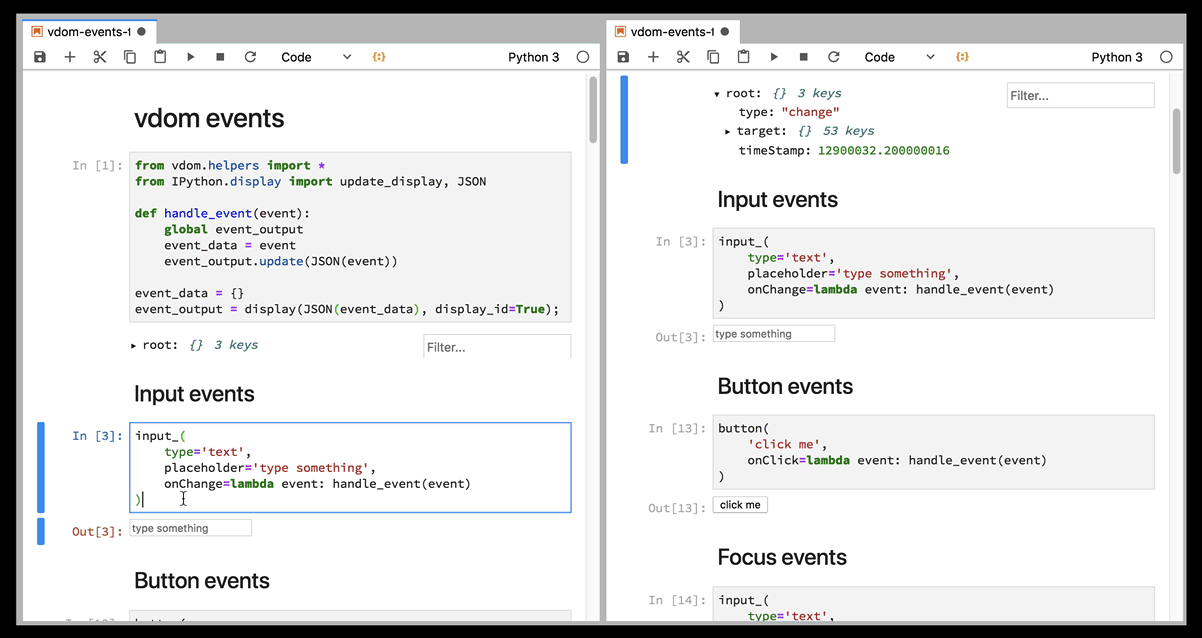 vdom-events-1
Code
Python 3
vdom events
In [1]:
from vdom.helpers import *
from IPython.display import update_display, JSON
def handle_event(event):
global event_output
event_data = event
event_output.update(JSON(event))
event_data = {}
event_output = display(JSON(event_data), display_id=True);
root: {} 3 keys
Filter...
Input events
In [3]:
input_(
type='text',
placeholder='type something',
onChange=lambda event: handle_event(event)
)
Out[3]:
type something
Button events
vdom-events-1
Code
Python 3
root: {} 3 keys
Filter...
type: "change"
target: {} 53 keys
timeStamp: 12900032.200000016
Input events
In [3]:
input_(
type='text',
placeholder='type something',
onChange=lambda event: handle_event(event)
)
Out[3]:
type something
Button events
In [13]:
button(
'click me',
onClick=lambda event: handle_event(event)
)
Out[13]:
click me
Focus events
In [14]:
input_(
type='text',